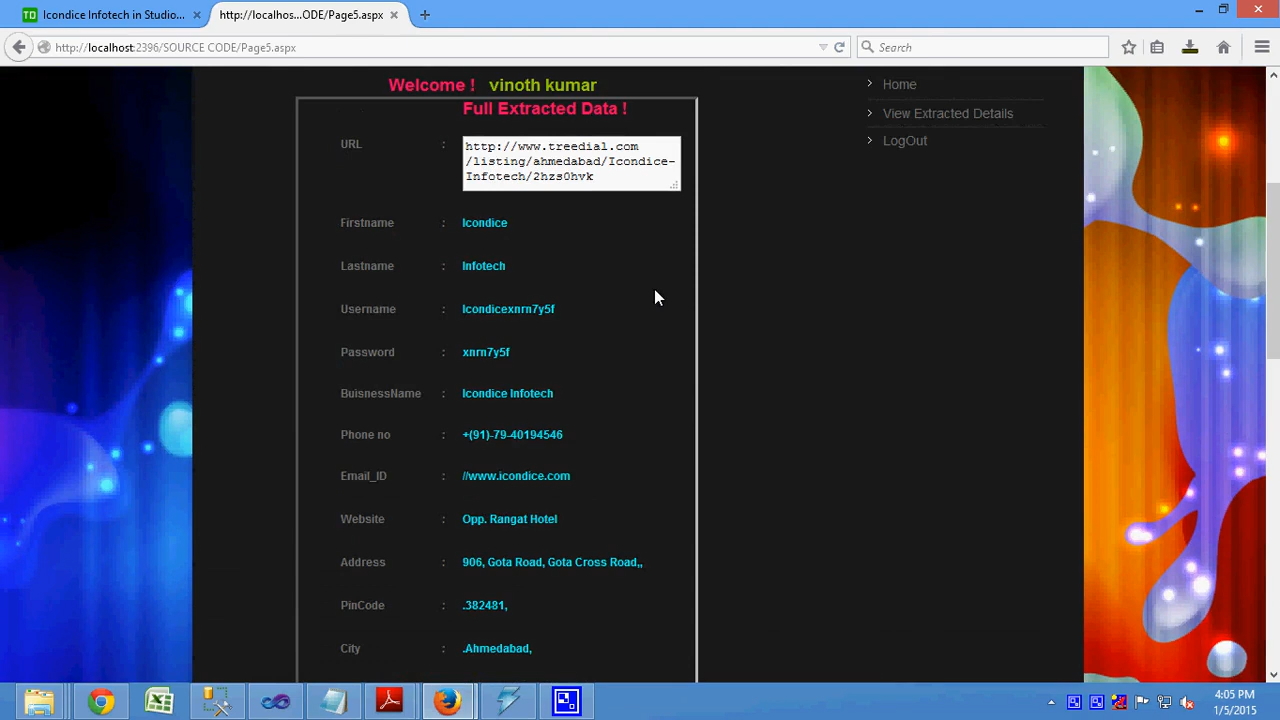 Icondice Infotech in Studio...
http://localhos...ODE/Page5.aspx
http://localhost:2396/SOURCE CODE/Page5.aspx
Search
Welcome ! vinoth kumar
Full Extracted Data !
Home
View Extracted Details
LogOut
URL : http://www.treedial.com
/listing/ahmedabad/Icondice-
Infotech/2hzs0hvk
Firstname : Icondice
Lastname : Infotech
Username : Icondicexnrn7y5f
Password : xnrn7y5f
BuisnessName : Icondice Infotech
Phone no : +(91)-79-40194546
Email_ID : //www.icondice.com
Website : Opp. Rangat Hotel
Address : 906, Gota Road, Gota Cross Road,,
PinCode : .382481,
City : .Ahmedabad,
4:05 PM
1/5/2015